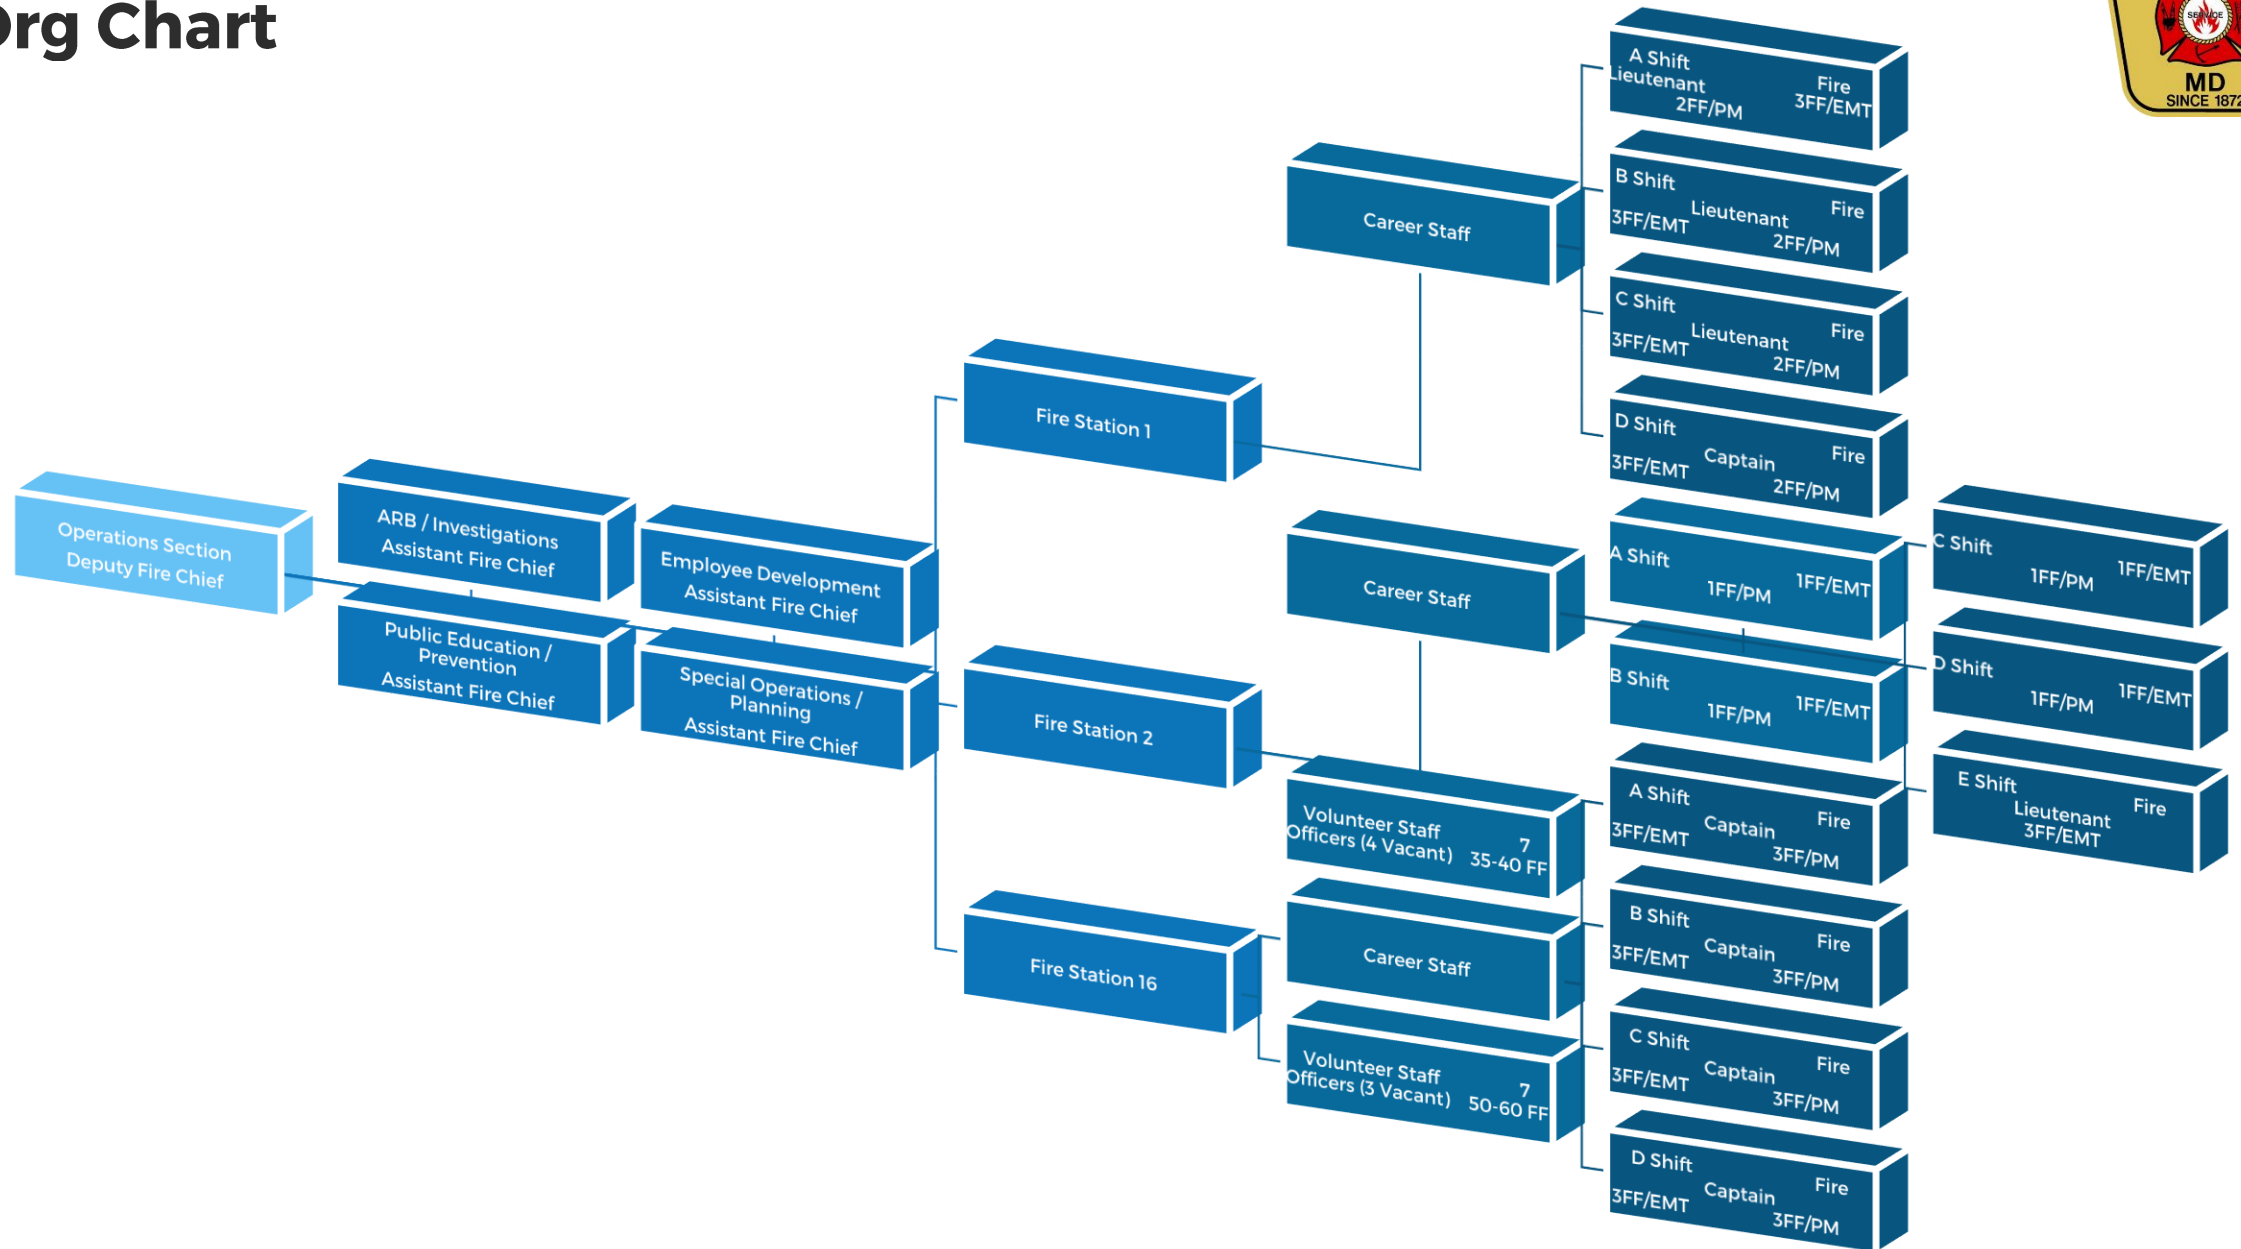 Org Chart
SERVICE
MD
SINCE 1872
Operations Section
Deputy Fire Chief
ARB / Investigations
Assistant Fire Chief
Public Education /
Prevention
Assistant Fire Chief
Employee Development
Assistant Fire Chief
Special Operations /
Planning
Assistant Fire Chief
Fire Station 1
Career Staff
A Shift Fire
Lieutenant 3FF/EMT
2FF/PM
B Shift Fire
Lieutenant
3FF/EMT 2FF/PM
C Shift Fire
Lieutenant
3FF/EMT 2FF/PM
D Shift Fire
Captain
3FF/EMT 2FF/PM
Fire Station 2
Career Staff
A Shift 1FF/EMT
1FF/PM
B Shift 1FF/EMT
1FF/PM
C Shift 1FF/EMT
1FF/PM
D Shift 1FF/EMT
1FF/PM
E Shift Fire
Lieutenant
3FF/EMT
Volunteer Staff 7
Officers (4 Vacant) 35-40 FF
Fire Station 16
Career Staff
A Shift Fire
Captain
3FF/EMT 3FF/PM
B Shift Fire
Captain
3FF/EMT 3FF/PM
C Shift Fire
Captain
3FF/EMT 3FF/PM
D Shift Fire
Captain
3FF/EMT 3FF/PM
Volunteer Staff 7
Officers (3 Vacant) 50-60 FF